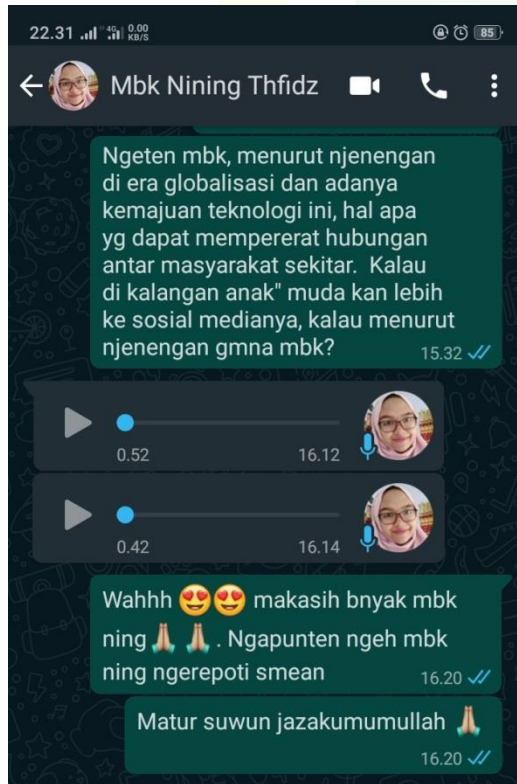 22.31 4G 0.00 KB/S 85
Mbk Nining Thfidz
Ngeten mbk, menurut njenengan
di era globalisasi dan adanya
kemajuan teknologi ini, hal apa
yg dapat mempererat hubungan
antar masyarakat sekitar. Kalau
di kalangan anak" muda kan lebih
ke sosial medianya, kalau menurut
njenengan gmna mbk?
15.32
0.52 16.12
0.42 16.14
Wahhh 😍😍 makasih bnyak mbk
ning🙏🏼 🙏🏼 . Ngapunten ngeh mbk
ning ngerepoti smean
16.20
Matur suwun jazakumumullah 🙏🏼
16.20